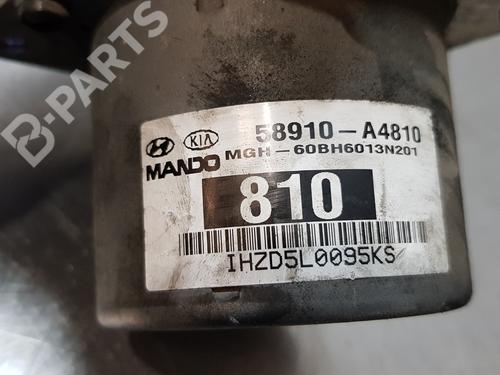 B-PARTS
KIA
58910-A4810
MANDO MGH-60BH6013N201
810
IHZD5L0095KS